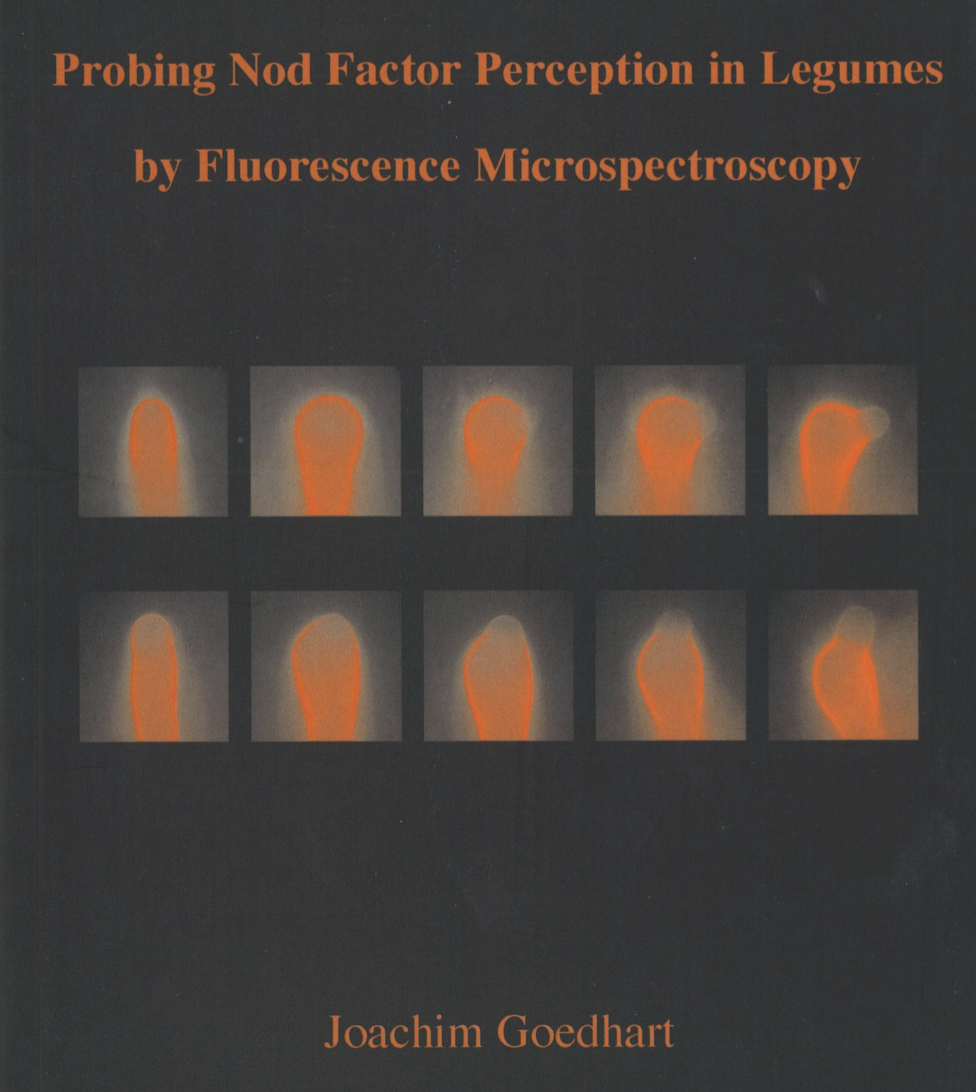 Probing Nod Factor Perception in Legumes
by Fluorescence Microspectroscopy
Joachim Goedhart